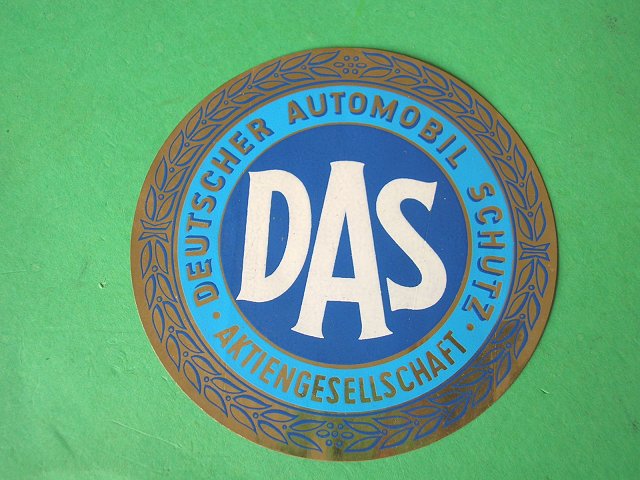 DEUTSCHER AUTOMOBIL SCHUTZ
DAS
· AKTIENGESELLSCHAFT ·